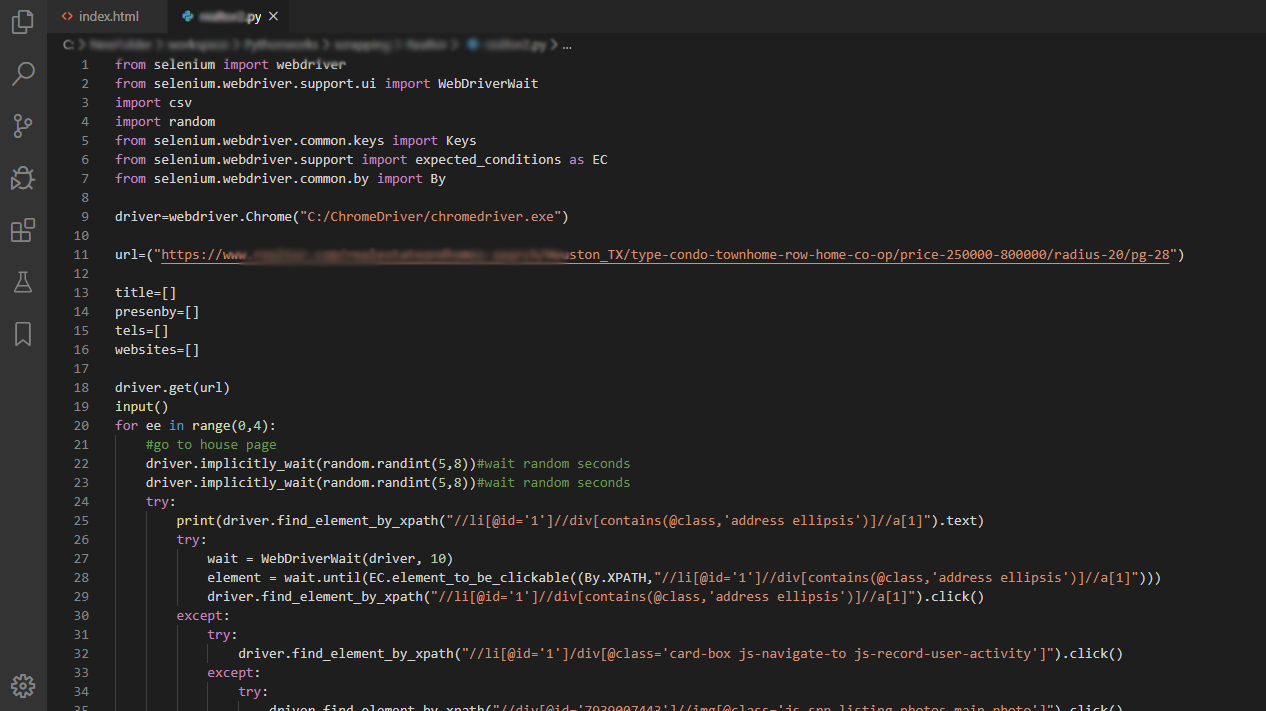 index.html
.py
C: > > > > > > .py > ...
1 from selenium import webdriver
2 from selenium.webdriver.support.ui import WebDriverWait
3 import csv
4 import random
5 from selenium.webdriver.common.keys import Keys
6 from selenium.webdriver.support import expected_conditions as EC
7 from selenium.webdriver.common.by import By
8
9 driver=webdriver.Chrome("C:/ChromeDriver/chromedriver.exe")
10
11 url=("https://www. ston_TX/type-condo-townhome-row-home-co-op/price-250000-800000/radius-20/pg-28")
12
13 title=[]
14 presenby=[]
15 tels=[]
16 websites=[]
17
18 driver.get(url)
19 input()
20 for ee in range(0,4):
21 #go to house page
22 driver.implicitly_wait(random.randint(5,8))#wait random seconds
23 driver.implicitly_wait(random.randint(5,8))#wait random seconds
24 try:
25 print(driver.find_element_by_xpath("//li[@id='1']//div[contains(@class,'address ellipsis')]//a[1]").text)
26 try:
27 wait = WebDriverWait(driver, 10)
28 element = wait.until(EC.element_to_be_clickable((By.XPATH,"//li[@id='1']//div[contains(@class,'address ellipsis')]//a[1]")))
29 driver.find_element_by_xpath("//li[@id='1']//div[contains(@class,'address ellipsis')]//a[1]").click()
30 except:
31 try:
32 driver.find_element_by_xpath("//li[@id='1']/div[@class='card-box js-navigate-to js-record-user-activity']").click()
33 except:
34 try:
35 driver.find_element_by_xpath("//div[@id='7939007443']//img[@class='js-srp-listing-photos main-photo']").click()